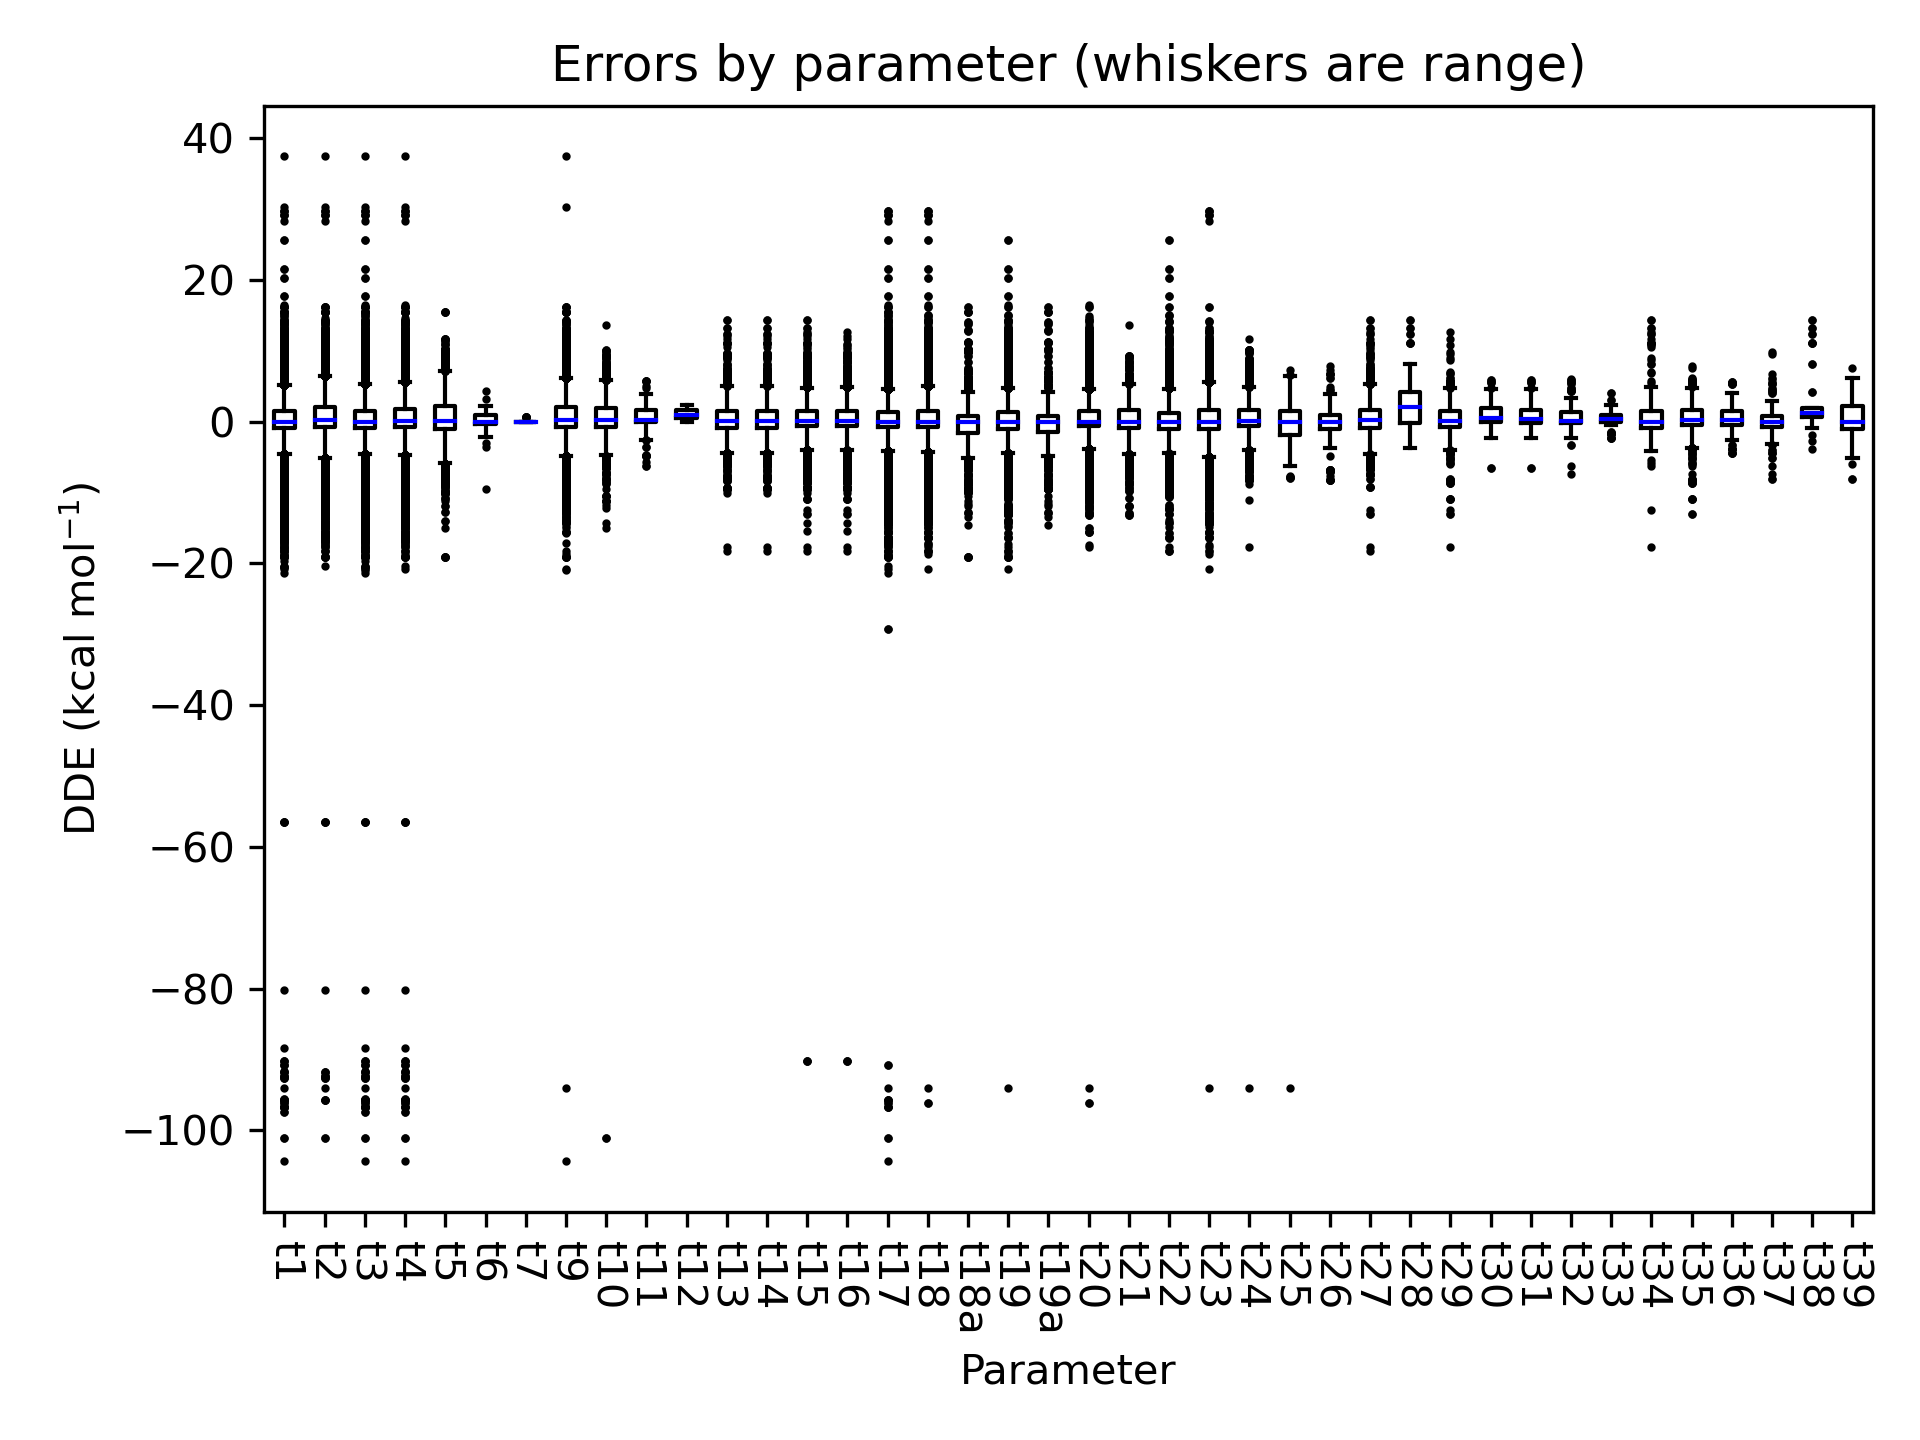 Errors by parameter (whiskers are range)
40
20
0
−20
−40
−60
−80
−100
DDE (kcal mol⁻¹)
t1
t2
t3
t4
t5
t6
t7
t9
t10
t11
t12
t13
t14
t15
t16
t17
t18
t18a
t19
t19a
t20
t21
t22
t23
t24
t25
t26
t27
t28
t29
t30
t31
t32
t33
t34
t35
t36
t37
t38
t39
Parameter